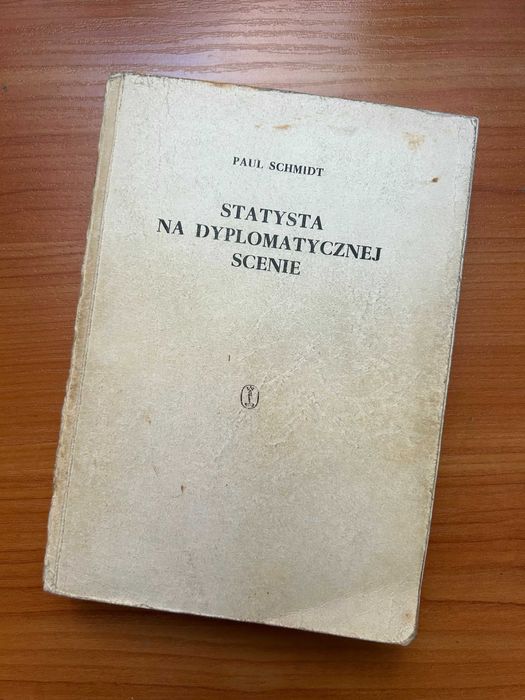 PAUL SCHMIDT
STATYSTA
NA DYPLOMATYCZNEJ
SCENIE